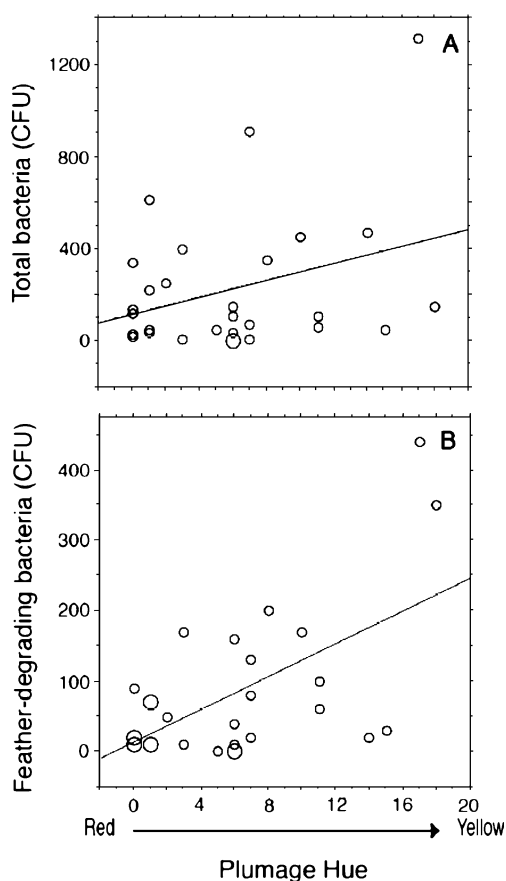 A
Total bacteria (CFU)
1200
800
400
0
B
Feather-degrading bacteria (CFU)
400
300
200
100
0
0 4 8 12 16 20
Red Yellow
Plumage Hue